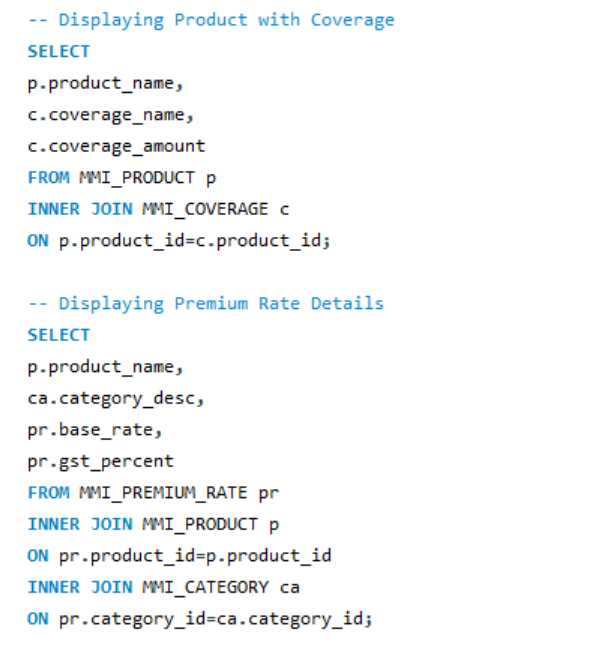 -- Displaying Product with Coverage
SELECT
p.product_name,
c.coverage_name,
c.coverage_amount
FROM MMI_PRODUCT p
INNER JOIN MMI_COVERAGE c
ON p.product_id=c.product_id;
-- Displaying Premium Rate Details
SELECT
p.product_name,
ca.category_desc,
pr.base_rate,
pr.gst_percent
FROM MMI_PREMIUM_RATE pr
INNER JOIN MMI_PRODUCT p
ON pr.product_id=p.product_id
INNER JOIN MMI_CATEGORY ca
ON pr.category_id=ca.category_id;